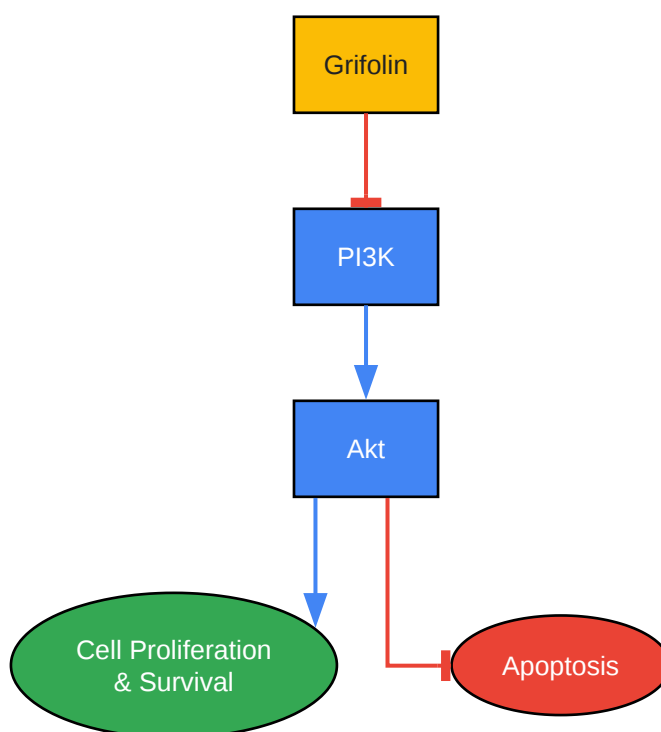 Grifolin
PI3K
Akt
Cell Proliferation
& Survival
Apoptosis